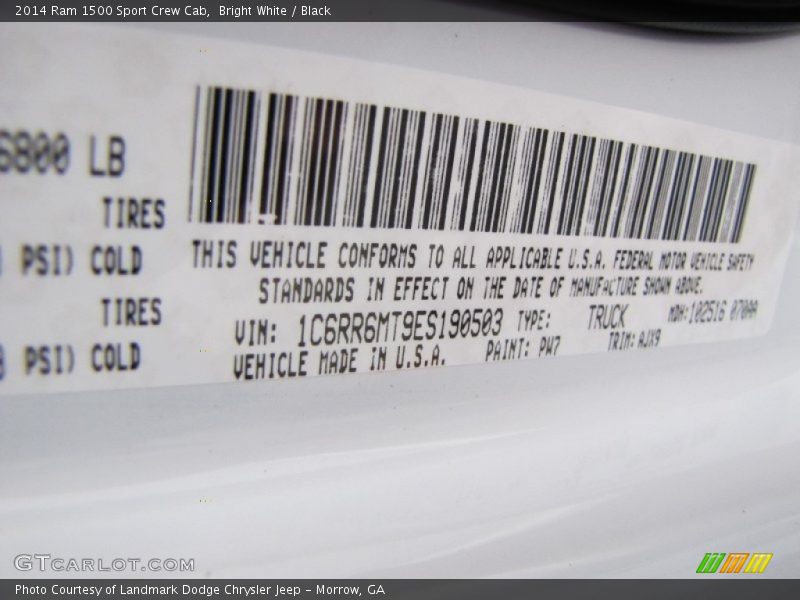 2014 Ram 1500 Sport Crew Cab,  Bright White / Black
6800 LB
TIRES
PSI) COLD
TIRES
PSI) COLD
THIS VEHICLE CONFORMS TO ALL APPLICABLE U.S.A. FEDERAL MOTOR VEHICLE SAFETY
STANDARDS IN EFFECT ON THE DATE OF MANUFACTURE SHOWN ABOVE.
VIN: 1C6RR6MT9ES190503 TYPE: TRUCK MDH:102516 070AA
VEHICLE MADE IN U.S.A. PAINT: PW7 TRIM: AJX9
GTCARLOT.COM
Photo Courtesy of Landmark Dodge Chrysler Jeep - Morrow, GA